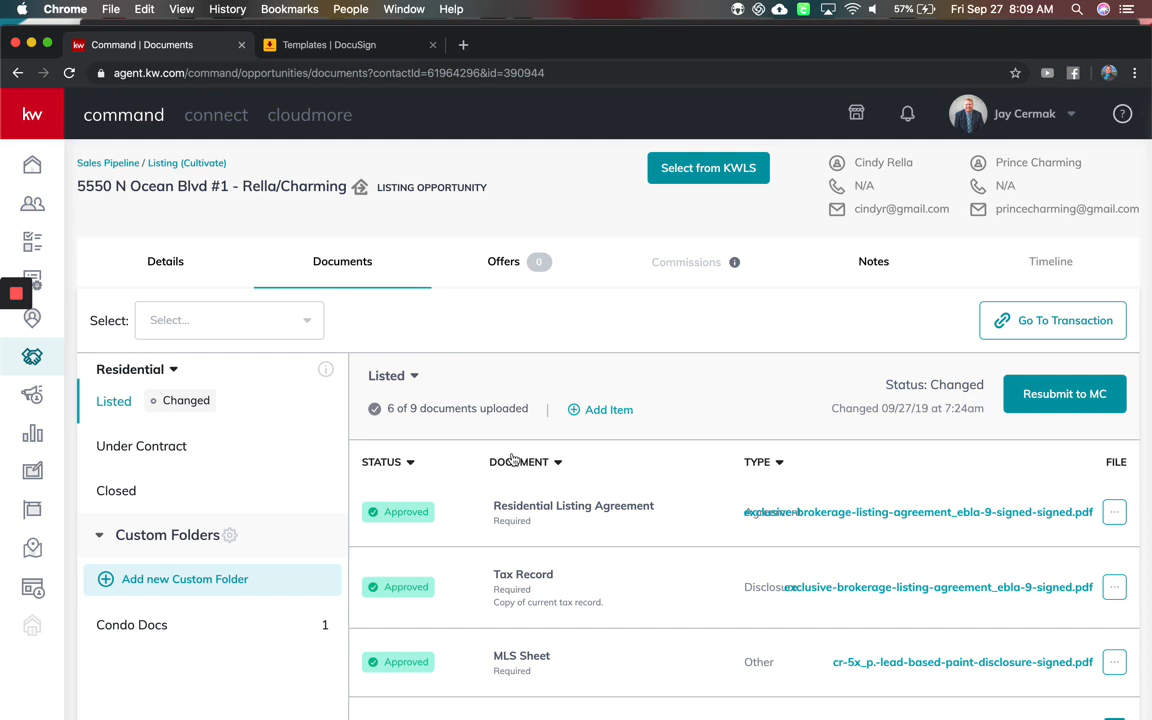 Chrome File Edit View History Bookmarks People Window Help 57% Fri Sep 27 8:09 AM
kw Command | Documents × Templates | DocuSign × +
agent.kw.com/command/opportunities/documents?contactId=61964296&id=390944
kw command connect cloudmore Jay Cermak ?
Sales Pipeline / Listing (Cultivate)
5550 N Ocean Blvd #1 - Rella/Charming LISTING OPPORTUNITY
Select from KWLS
Cindy Rella Prince Charming
N/A N/A
cindyr@gmail.com princecharming@gmail.com
Details Documents Offers 0 Commissions i Notes Timeline
Select: Select... Go To Transaction
Residential i
Listed Changed
Under Contract
Closed
Custom Folders
Add new Custom Folder
Condo Docs 1
Listed
6 of 9 documents uploaded | Add Item
Status: Changed
Changed 09/27/19 at 7:24am
Resubmit to MC
STATUS DOCUMENT TYPE FILE
Approved Residential Listing Agreement exclusive-brokerage-listing-agreement_ebla-9-signed-signed.pdf ...
Required
Approved Tax Record Disclosure exclusive-brokerage-listing-agreement_ebla-9-signed.pdf ...
Required
Copy of current tax record.
Approved MLS Sheet Other cr-5x_p.-lead-based-paint-disclosure-signed.pdf ...
Required